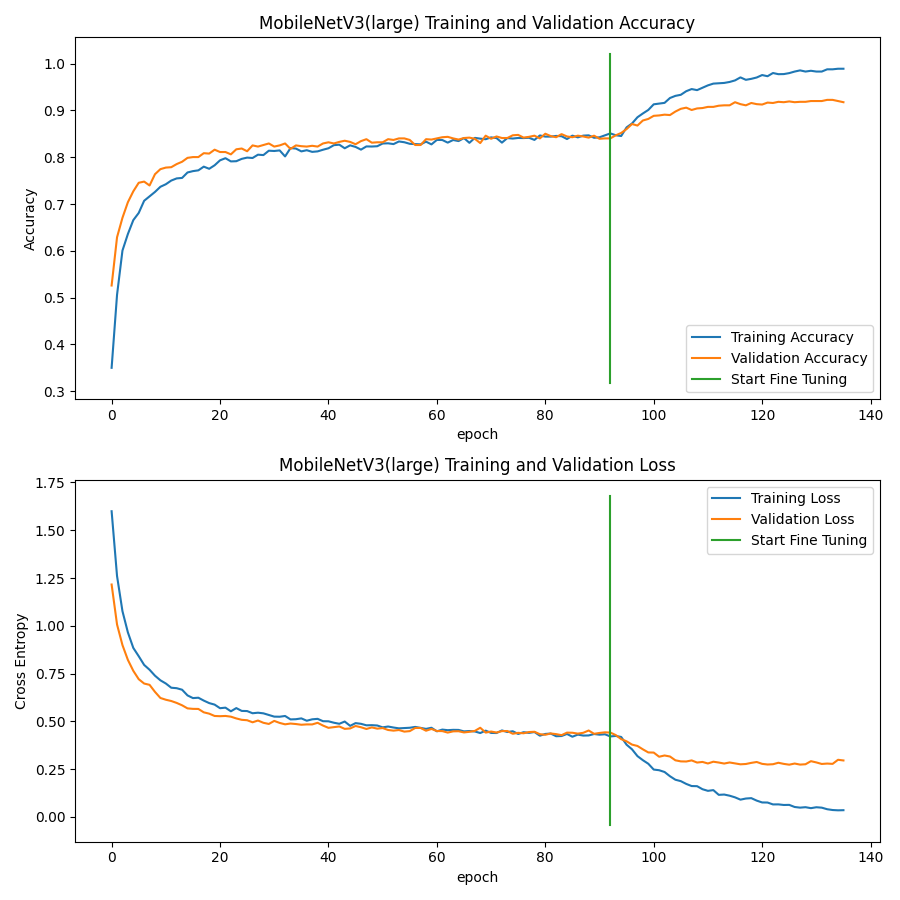 MobileNetV3(large) Training and Validation Accuracy
Accuracy
1.0
0.9
0.8
0.7
0.6
0.5
0.4
0.3
Training Accuracy
Validation Accuracy
Start Fine Tuning
0 20 40 60 80 100 120 140
epoch
MobileNetV3(large) Training and Validation Loss
Cross Entropy
1.75
1.50
1.25
1.00
0.75
0.50
0.25
0.00
Training Loss
Validation Loss
Start Fine Tuning
0 20 40 60 80 100 120 140
epoch